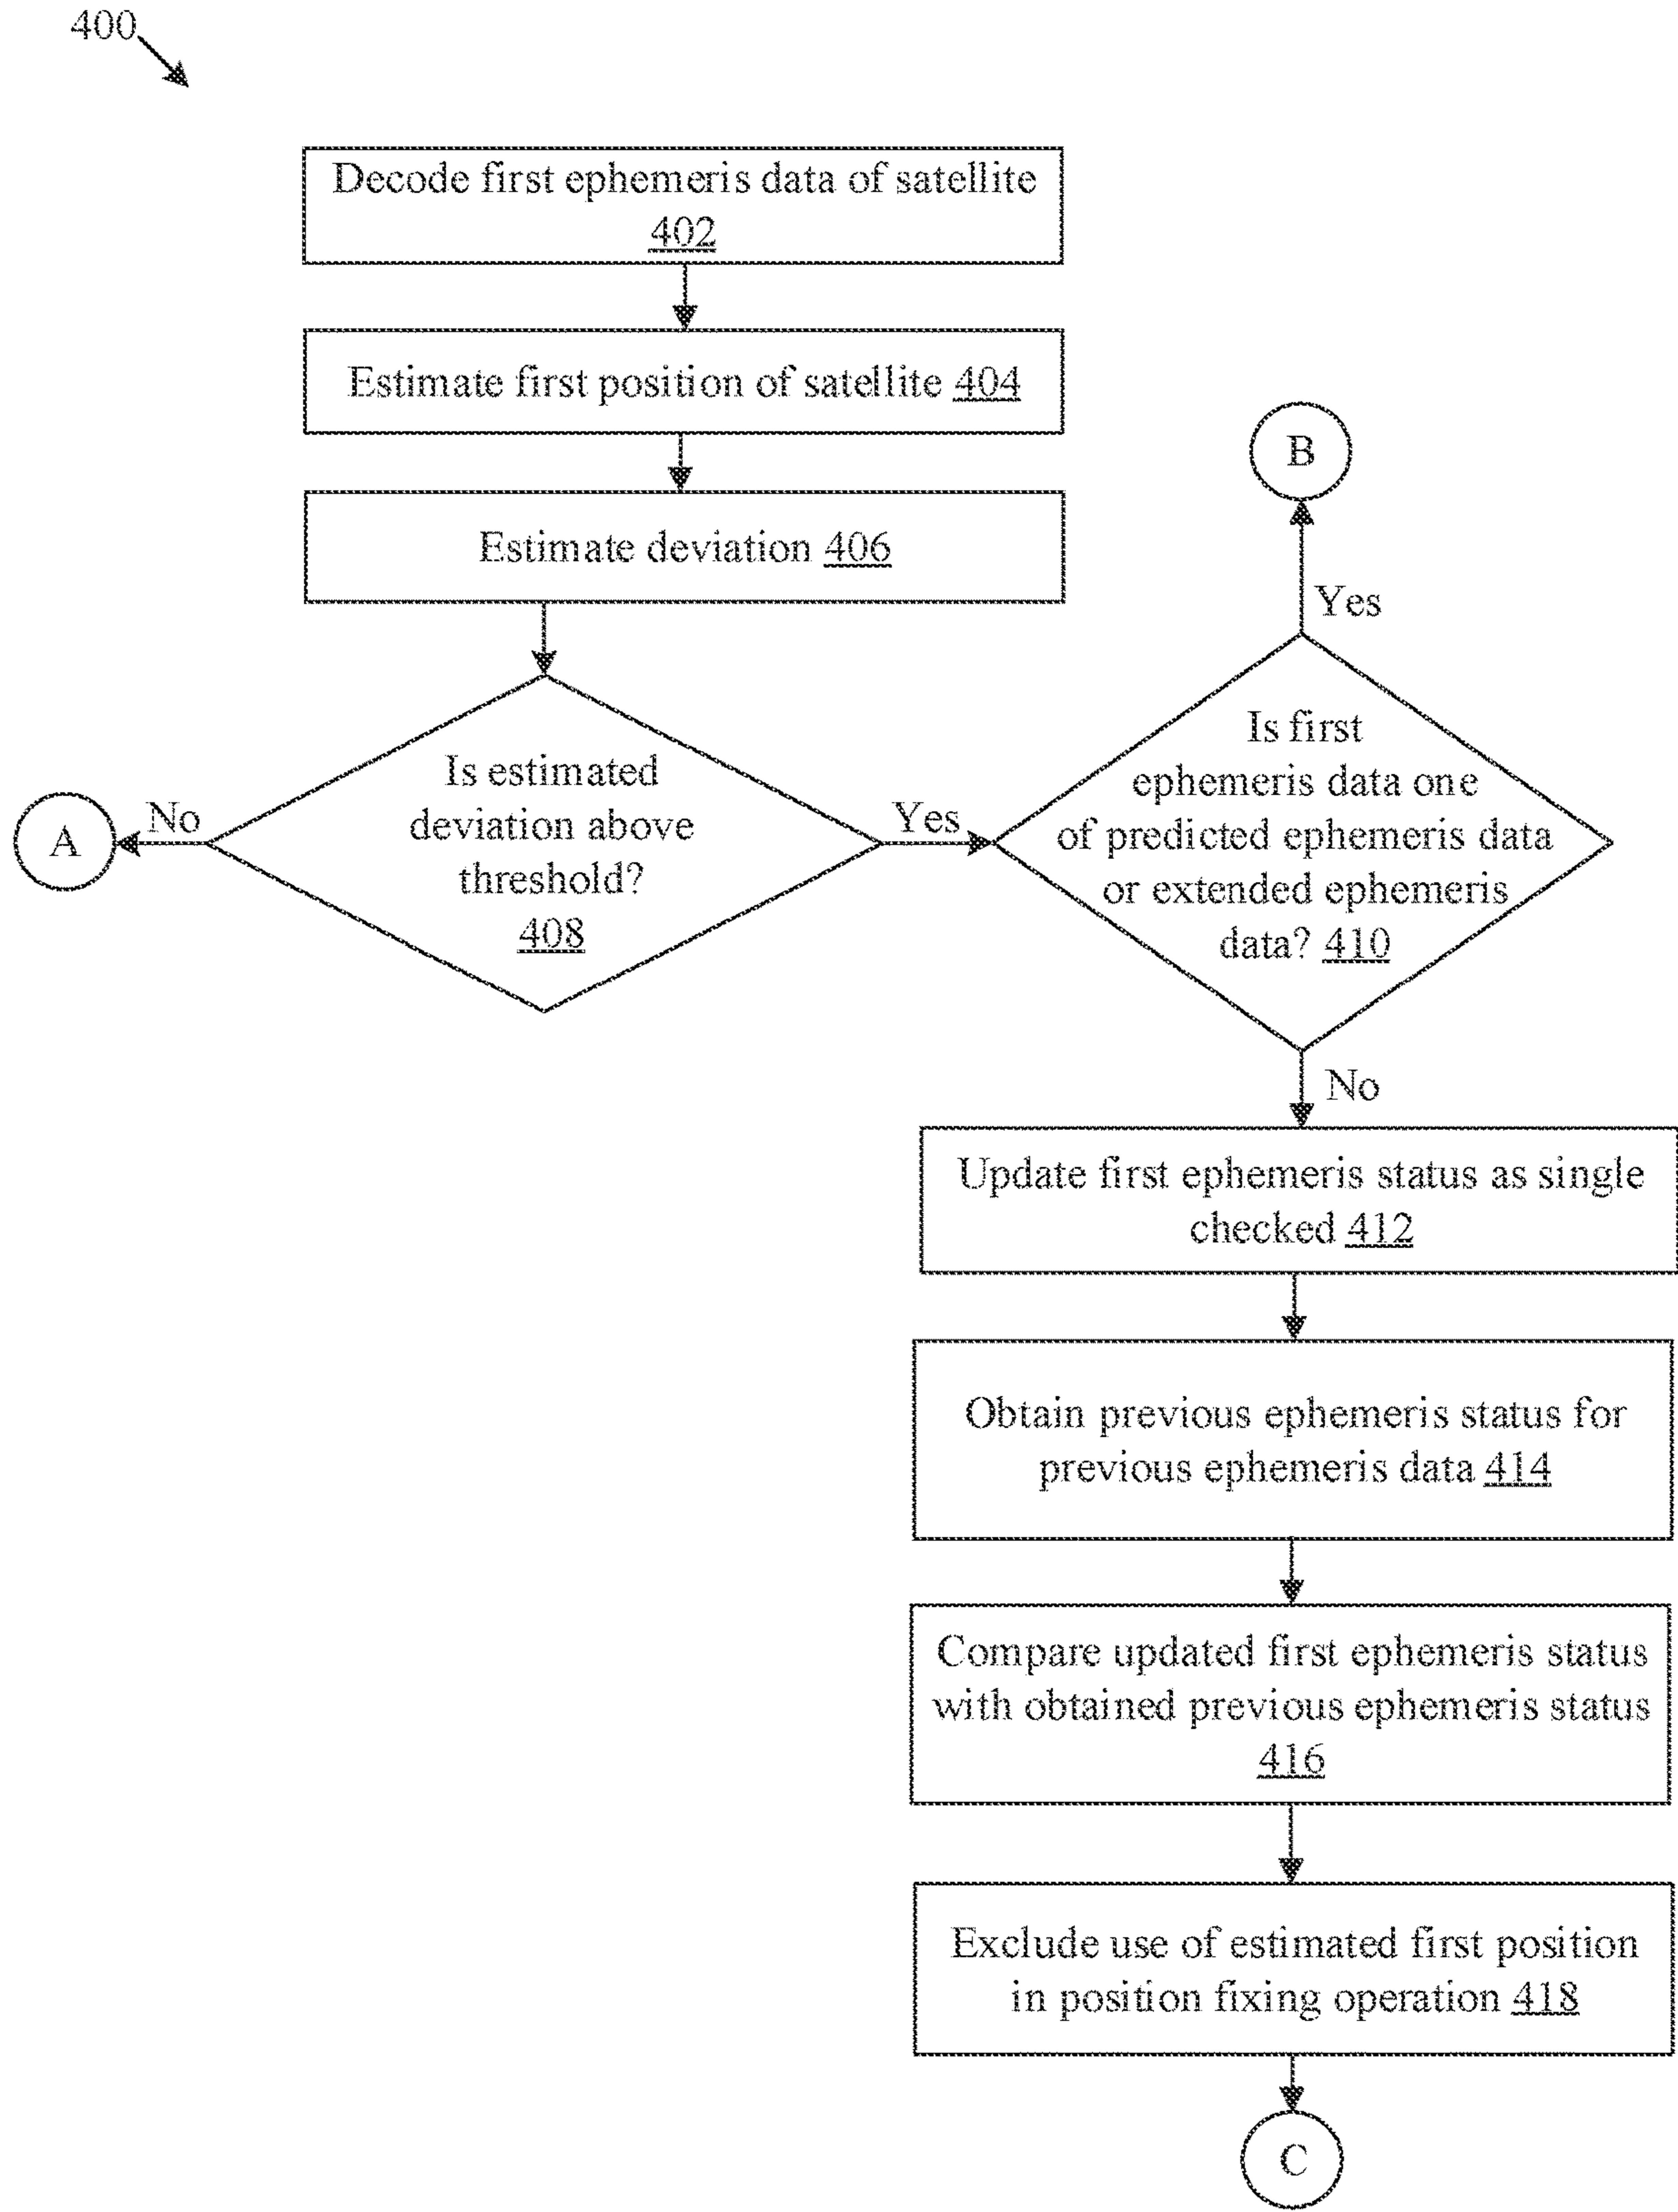 400
Decode first ephemeris data of satellite
402
Estimate first position of satellite 404
B
Estimate deviation 406
Yes
Is estimated
deviation above
threshold?
408
No
A
Yes
Is first
ephemeris data one
of predicted ephemeris data
or extended ephemeris
data? 410
No
Update first ephemeris status as single
checked 412
Obtain previous ephemeris status for
previous ephemeris data 414
Compare updated first ephemeris status
with obtained previous ephemeris status
416
Exclude use of estimated first position
in position fixing operation 418
C